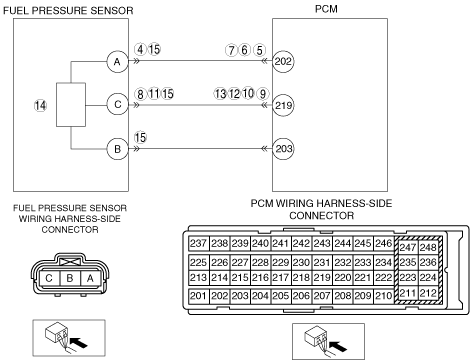 FUEL PRESSURE SENSOR
PCM
4 15
7 6 5
A
202
14
8 11 15
13 12 10 9
C
219
15
B
203
FUEL PRESSURE SENSOR
WIRING HARNESS-SIDE
CONNECTOR
PCM WIRING HARNESS-SIDE
CONNECTOR
C B A
237 238 239 240 241 242 243 244 245 246 247 248
225 226 227 228 229 230 231 232 233 234 235 236
213 214 215 216 217 218 219 220 221 222 223 224
201 202 203 204 205 206 207 208 209 210 211 212